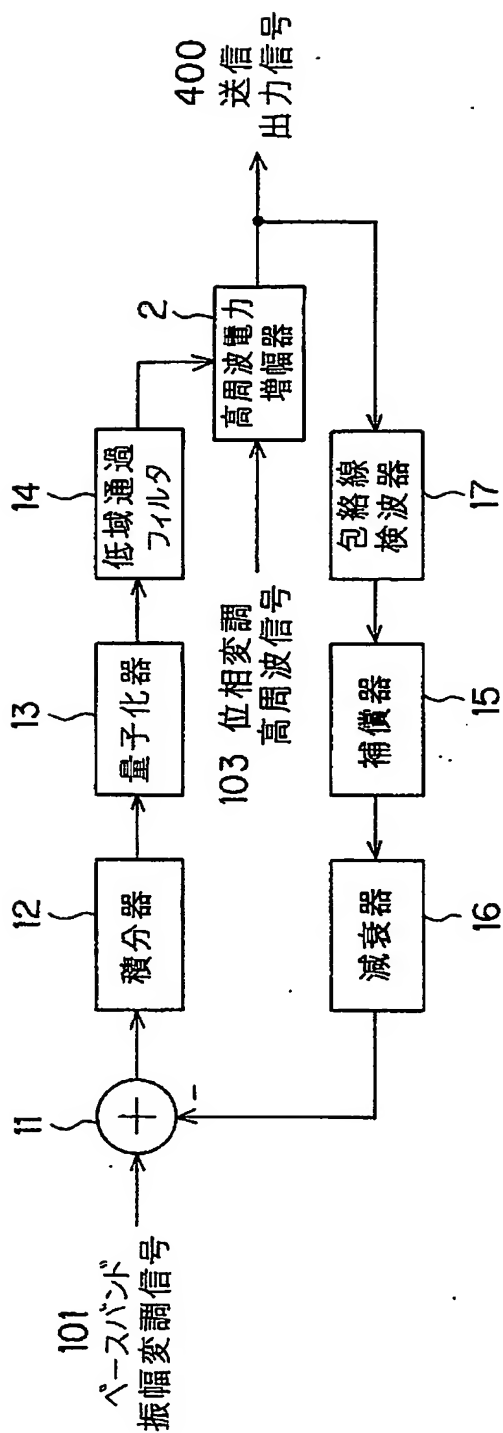 101
ベースバンド
振幅変調信号
11
+
-
12
積分器
13
量子化器
14
低域通過
フィルタ
103 位相変調
高周波信号
2
高周波電力
増幅器
400
送信
出力信号
包絡線
検波器
17
補償器
15
減衰器
16